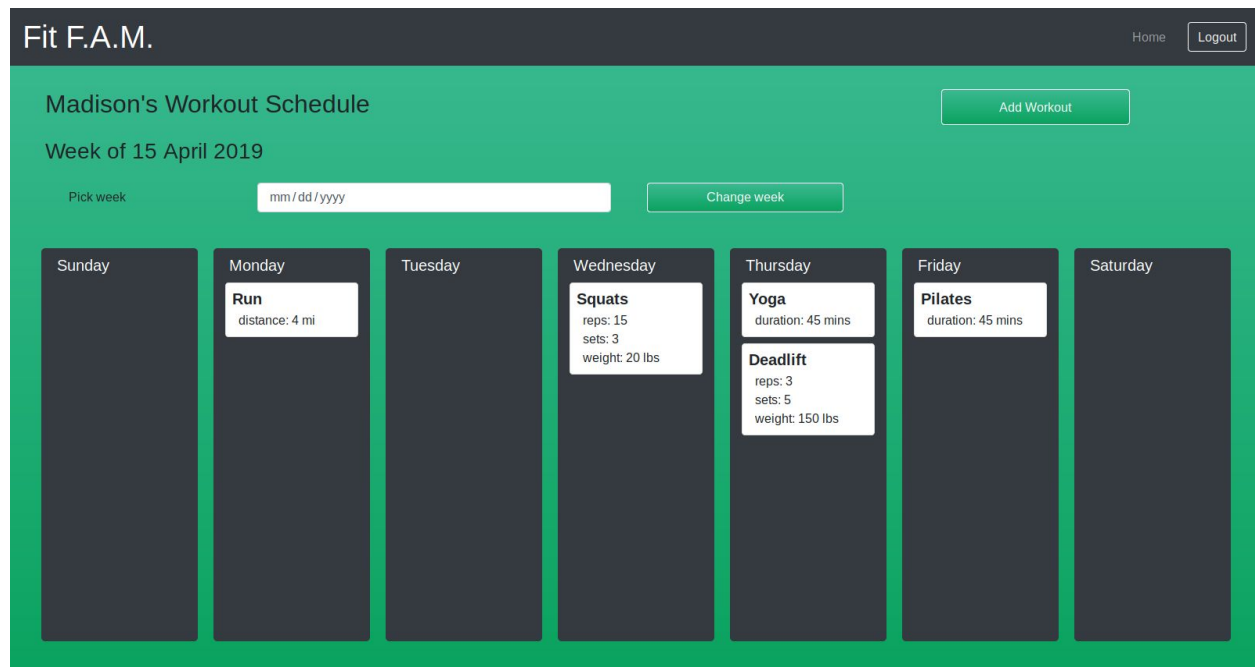 Fit F.A.M.
Home
Logout
Madison's Workout Schedule
Add Workout
Week of 15 April 2019
Pick week
mm/dd/yyyy
Change week
Sunday
Monday
Run
distance: 4 mi
Tuesday
Wednesday
Squats
reps: 15
sets: 3
weight: 20 lbs
Thursday
Yoga
duration: 45 mins
Deadlift
reps: 3
sets: 5
weight: 150 lbs
Friday
Pilates
duration: 45 mins
Saturday